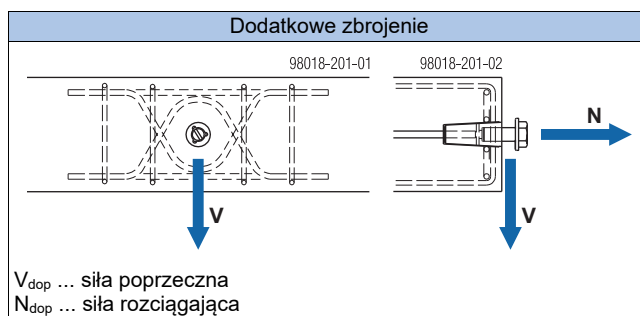 Dodatkowe zbrojenie
98018-201-01
98018-201-02
N
V
V
Vdop ... siła poprzeczna
Ndop ... siła rozciągająca